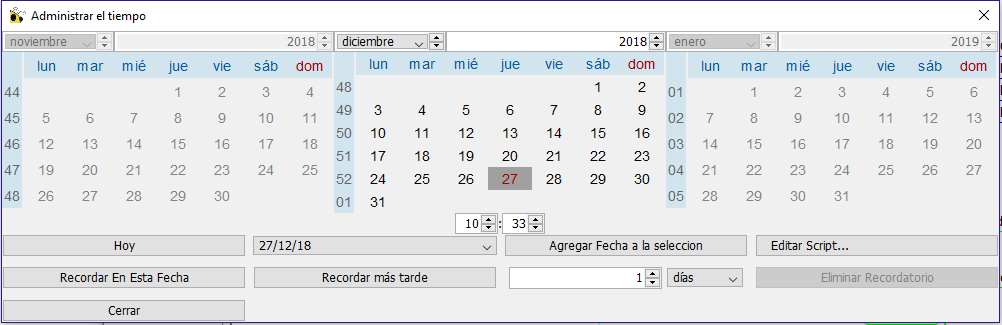 Administrar el tiempo
noviembre 2018 diciembre 2018 enero 2019
lun mar mié jue vie sáb dom
44 1 2 3 4
45 5 6 7 8 9 10 11
46 12 13 14 15 16 17 18
47 19 20 21 22 23 24 25
48 26 27 28 29 30
lun mar mié jue vie sáb dom
48 1 2
49 3 4 5 6 7 8 9
50 10 11 12 13 14 15 16
51 17 18 19 20 21 22 23
52 24 25 26 27 28 29 30
01 31
lun mar mié jue vie sáb dom
01 1 2 3 4 5 6
02 7 8 9 10 11 12 13
03 14 15 16 17 18 19 20
04 21 22 23 24 25 26 27
05 28 29 30 31
10 : 33
Hoy 27/12/18 Agregar Fecha a la seleccion Editar Script...
Recordar En Esta Fecha Recordar más tarde 1 días Eliminar Recordatorio
Cerrar